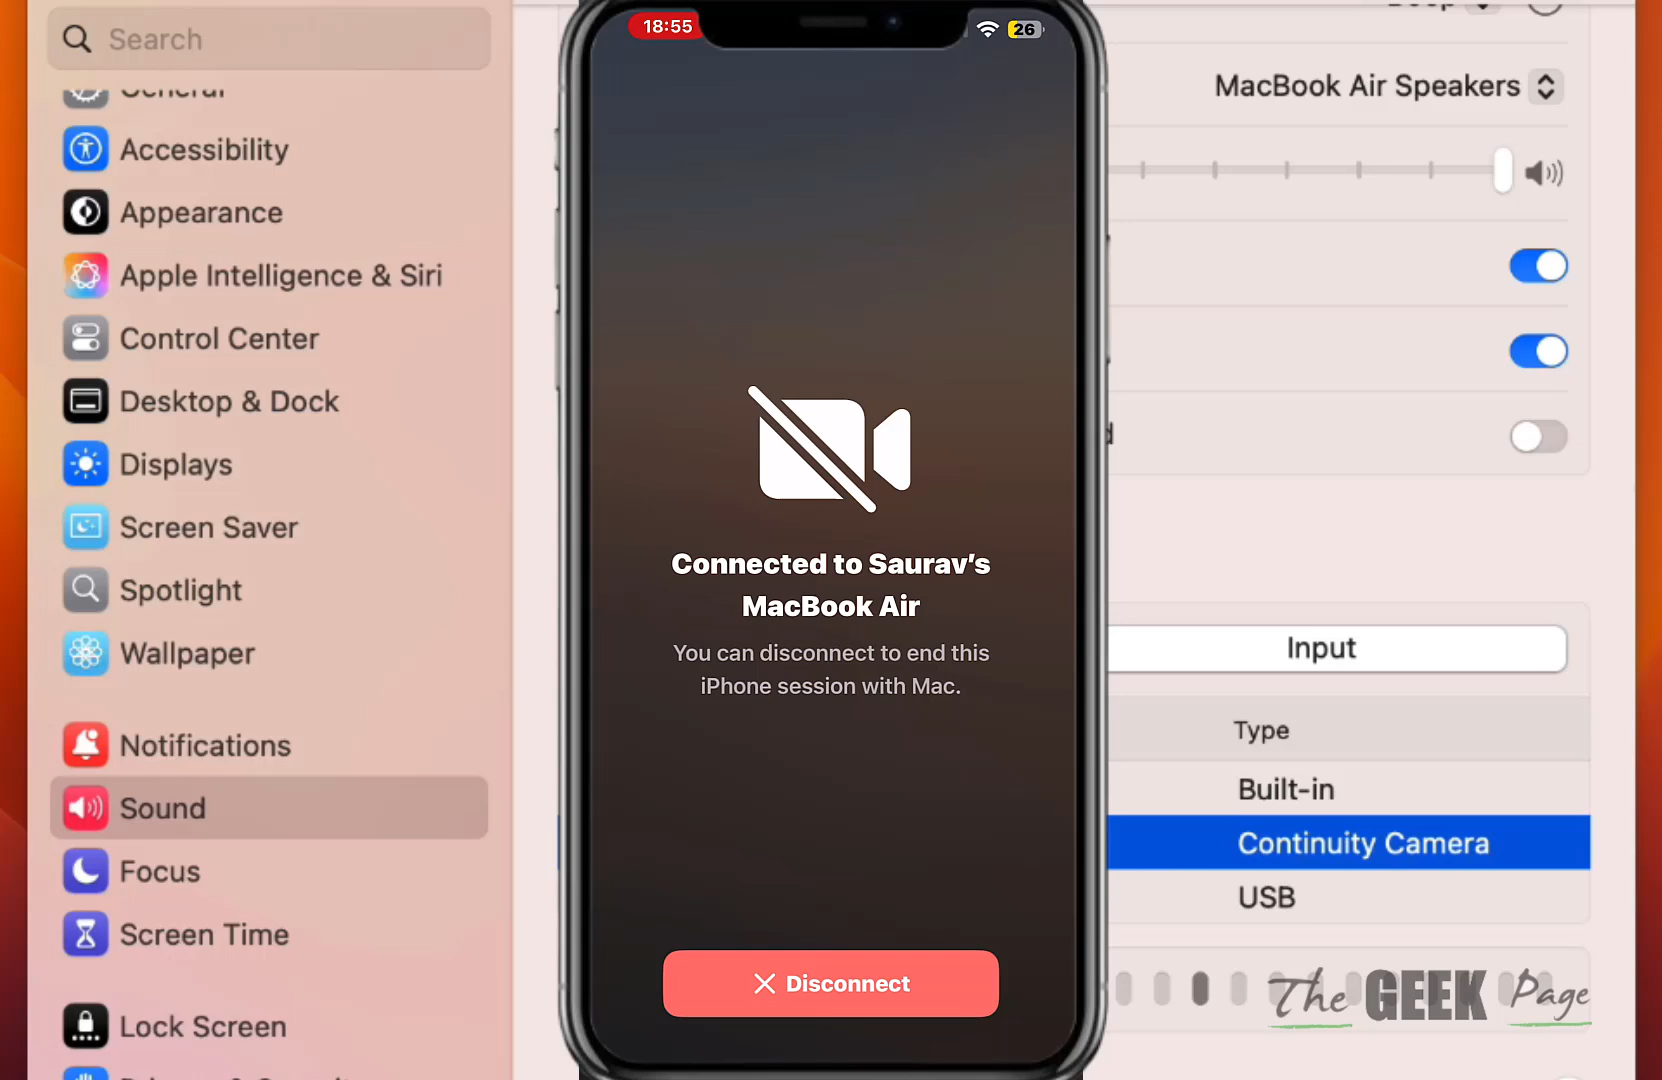 Search
General
Accessibility
Appearance
Apple Intelligence & Siri
Control Center
Desktop & Dock
Displays
Screen Saver
Spotlight
Wallpaper
Notifications
Sound
Focus
Screen Time
Lock Screen
18:55
26
Connected to Saurav's
MacBook Air
You can disconnect to end this
iPhone session with Mac.
Disconnect
MacBook Air Speakers
d
Input
Type
Built-in
Continuity Camera
USB
The GEEK Page